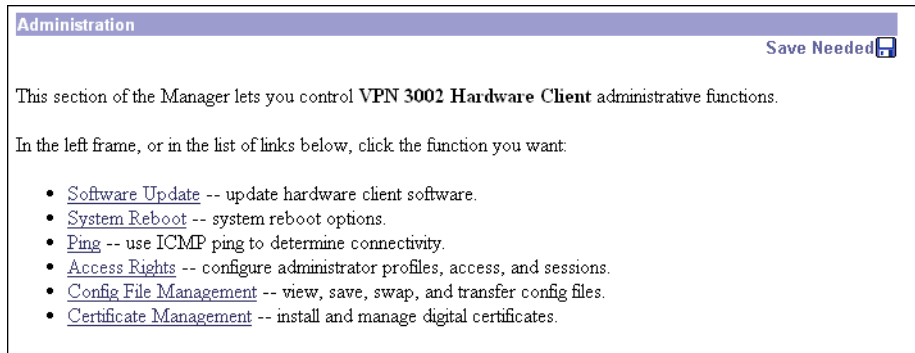 Administration
Save Needed
This section of the Manager lets you control VPN 3002 Hardware Client administrative functions.
In the left frame, or in the list of links below, click the function you want:
• Software Update -- update hardware client software.
• System Reboot -- system reboot options.
• Ping -- use ICMP ping to determine connectivity.
• Access Rights -- configure administrator profiles, access, and sessions.
• Config File Management -- view, save, swap, and transfer config files.
• Certificate Management -- install and manage digital certificates.